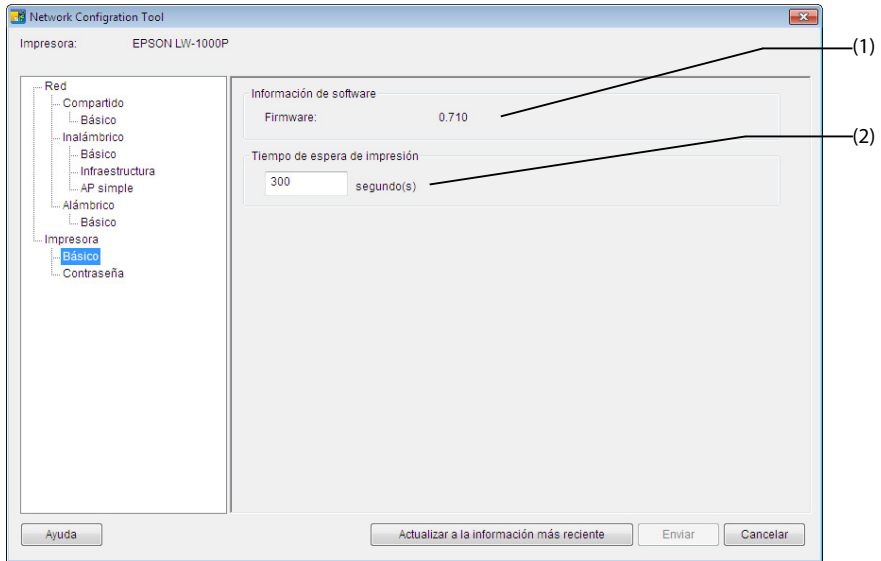 Network Configration Tool
Impresora: EPSON LW-1000P
(1)
Red
Compartido
Básico
Inalámbrico
Básico
Infraestructura
AP simple
Alámbrico
Básico
Impresora
Básico
Contraseña
Información de software
Firmware: 0.710
(2)
Tiempo de espera de impresión
300 segundo(s)
Ayuda
Actualizar a la información más reciente
Enviar
Cancelar